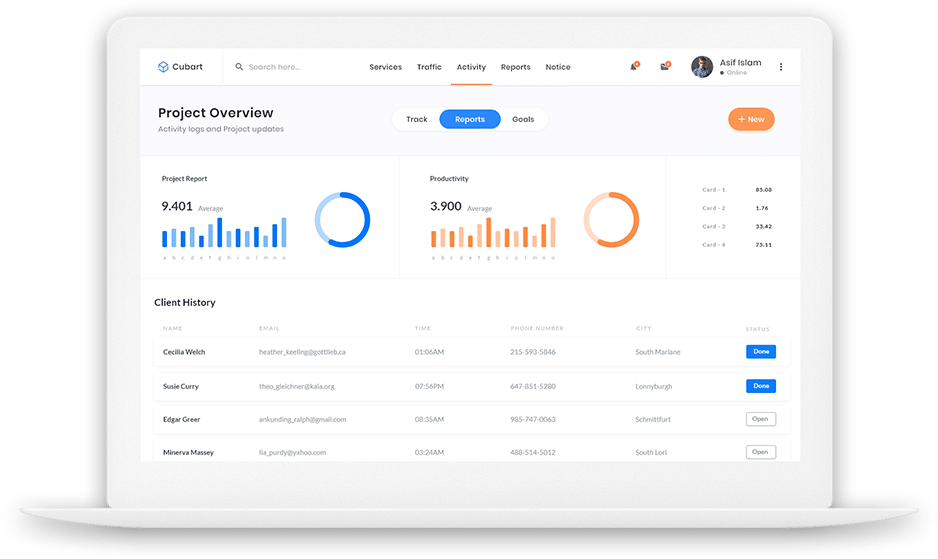 Cubart Search here... Services Traffic Activity Reports Notice Asif Islam
Online
Project Overview
Activity logs and Project updates
Track Reports Goals
+ New
Project Report
9.401 Average
a b c d e f g h i o l m n o
Productivity
3.900 Average
a b c d e f g h i o l m n o
Card - 1 85.08
Card - 2 1.76
Card - 3 33.42
Card - 4 75.11
Client History
NAME EMAIL TIME PHONE NUMBER CITY STATUS
Cecilia Welch heather_keeling@gottlieb.ca 01:06AM 215-593-5846 South Mariane Done
Susie Curry theo_gleichner@kaia.org 07:56PM 647-851-5280 Lonnyburgh Done
Edgar Greer ankunding_ralph@gmail.com 08:35AM 985-747-0063 Schmittfurt Open
Minerva Massey lia_purdy@yahoo.com 03:24AM 488-514-5012 South Lori Open